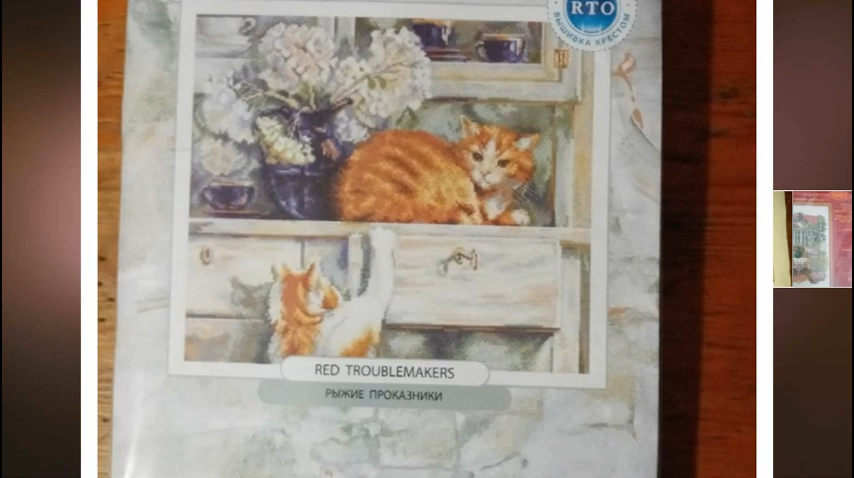 RTO
ВЫШИВКА КРЕСТОМ
RED TROUBLEMAKERS
РЫЖИЕ ПРОКАЗНИКИ